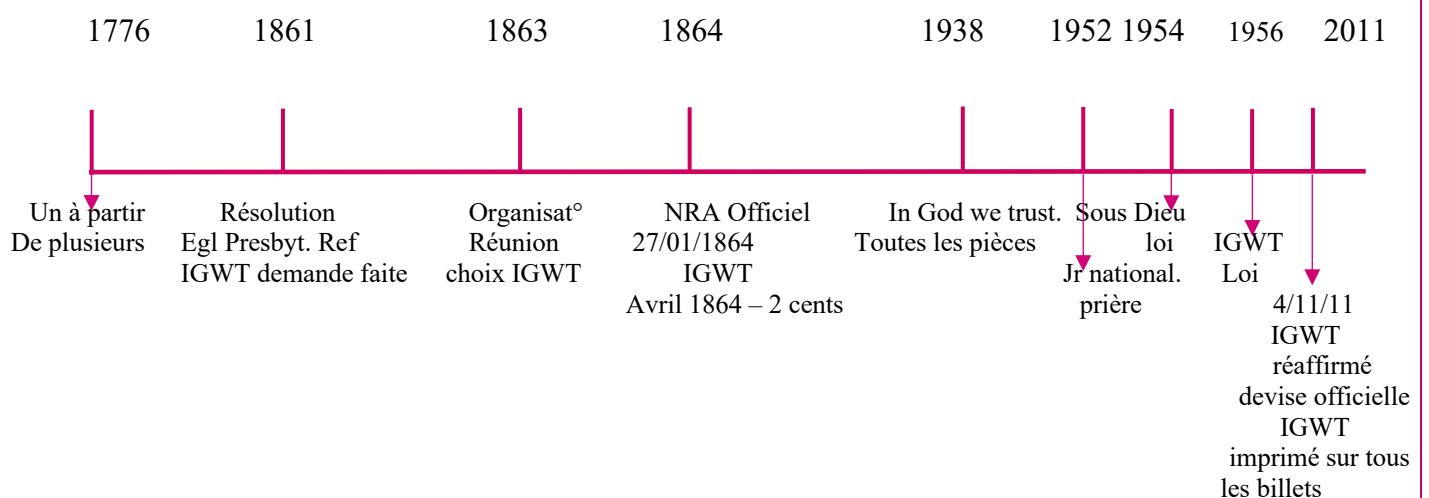 1776 1861 1863 1864 1938 1952 1954 1956 2011
Un à partir
De plusieurs
Résolution
Egl Presbyt. Ref
IGWT demande faite
Organisat°
Réunion
choix IGWT
NRA Officiel
27/01/1864
IGWT
Avril 1864 – 2 cents
In God we trust.
Toutes les pièces
Jr national.
prière
Sous Dieu
loi
IGWT
Loi
4/11/11
IGWT
réaffirmé
devise officielle
IGWT
imprimé sur tous
les billets